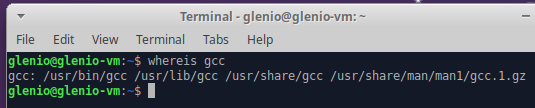 Terminal - glenio@glenio-vm: ~
File Edit View Terminal Tabs Help
glenio@glenio-vm:~$ whereis gcc
gcc: /usr/bin/gcc /usr/lib/gcc /usr/share/gcc /usr/share/man/man1/gcc.1.gz
glenio@glenio-vm:~$